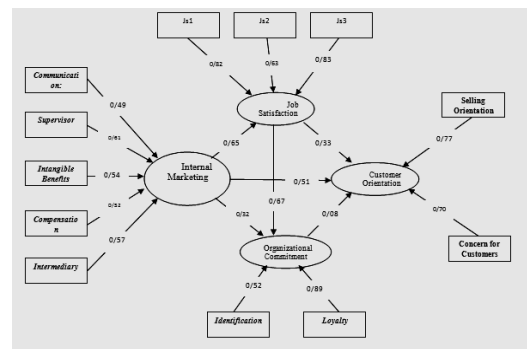 Js1
Js2
Js3
0/82
0/63
0/83
Communicati
on:
0/49
Job
Satisfaction
Selling
Orientation
Supervisor
0/61
0/65
0/33
0/77
Intangible
Benefits
0/54
Internal
Marketing
0/51
Customer
Orientation
Compensatio
n
0/53
0/67
0/32
0/08
0/70
Intermediary
0/57
Organizational
Commitment
Concern for
Customers
0/52
0/89
Identification
Loyalty